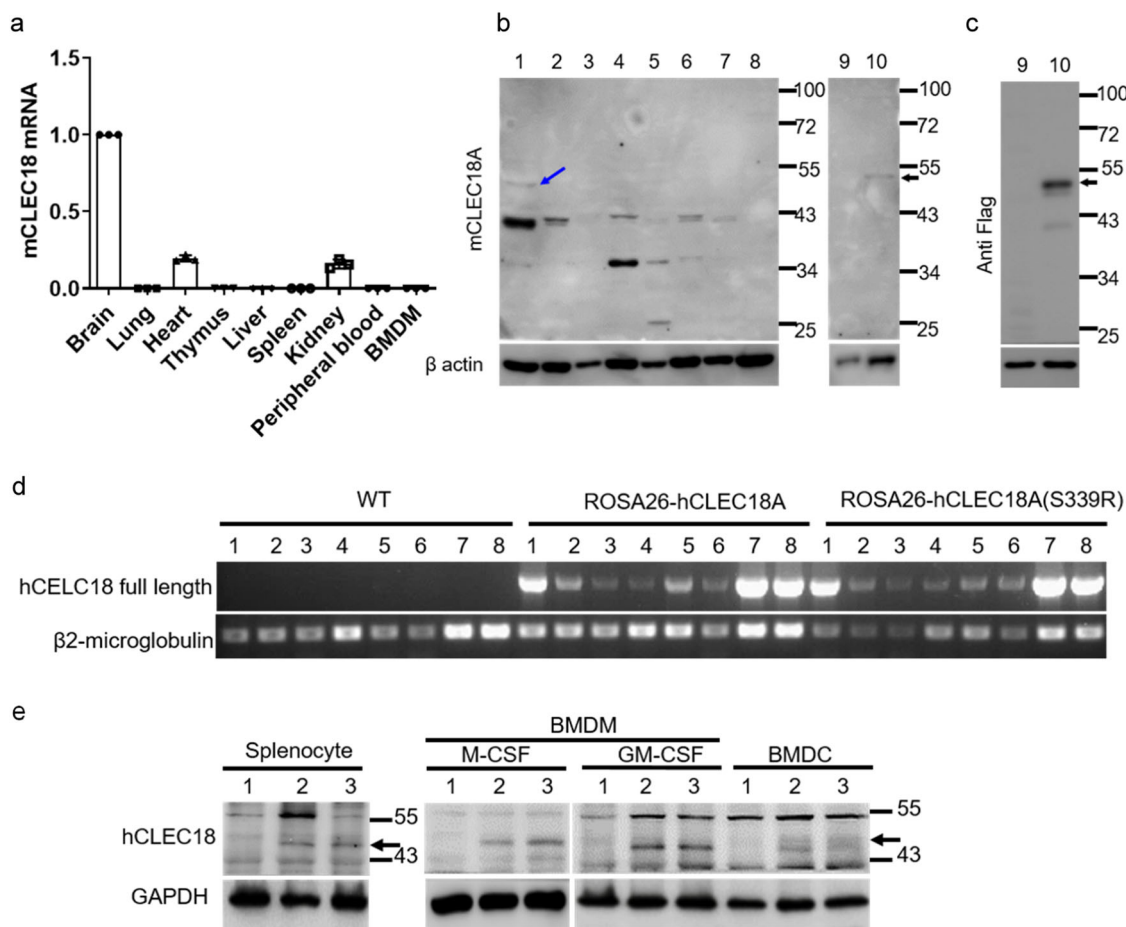 a
mCLEC18 mRNA
1.5
1.0
0.5
0.0
Brain
Lung
Heart
Thymus
Liver
Spleen
Kidney
Peripheral blood
BMDM
b
1 2 3 4 5 6 7 8 9 10
mCLEC18A
100
72
55
43
34
25
100
72
55
43
34
25
β actin
c
9 10
Anti Flag
100
72
55
43
34
25
d
WT ROSA26-hCLEC18A ROSA26-hCLEC18A(S339R)
1 2 3 4 5 6 7 8 1 2 3 4 5 6 7 8 1 2 3 4 5 6 7 8
hCELC18 full length
β2-microglobulin
e
BMDM
Splenocyte M-CSF GM-CSF BMDC
1 2 3 1 2 3 1 2 3 1 2 3
hCLEC18
55
43
55
43
GAPDH